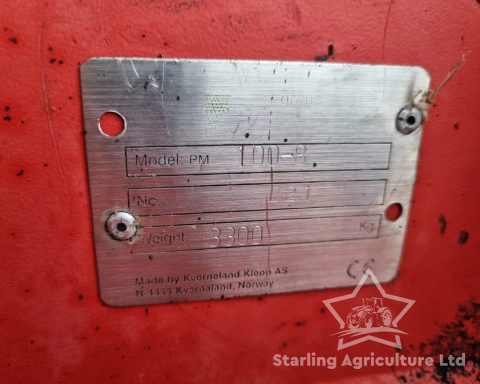 Model: PM 100-8
No. 221
Weight: 3300 Kg
Made by Kverneland Klepp AS
N-4355 Kvernaland, Norway
CE
Starling Agriculture Ltd